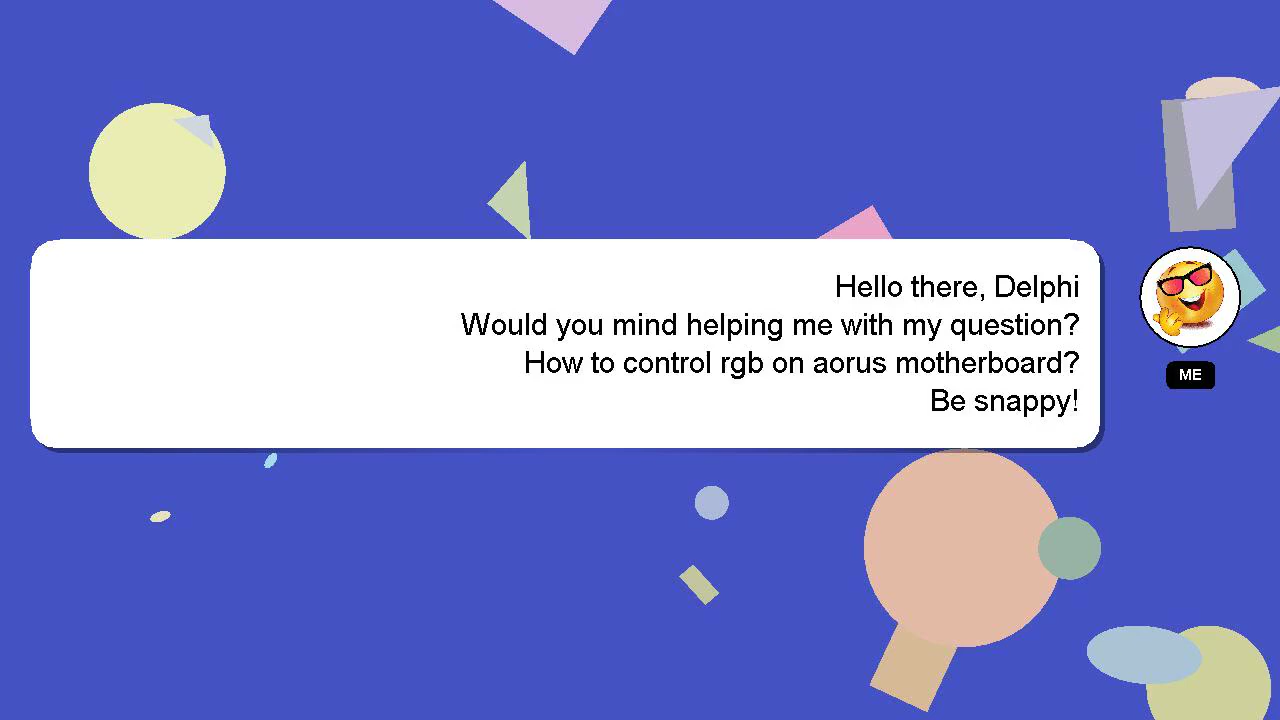 Hello there, Delphi
Would you mind helping me with my question?
How to control rgb on aorus motherboard?
Be snappy!
ME